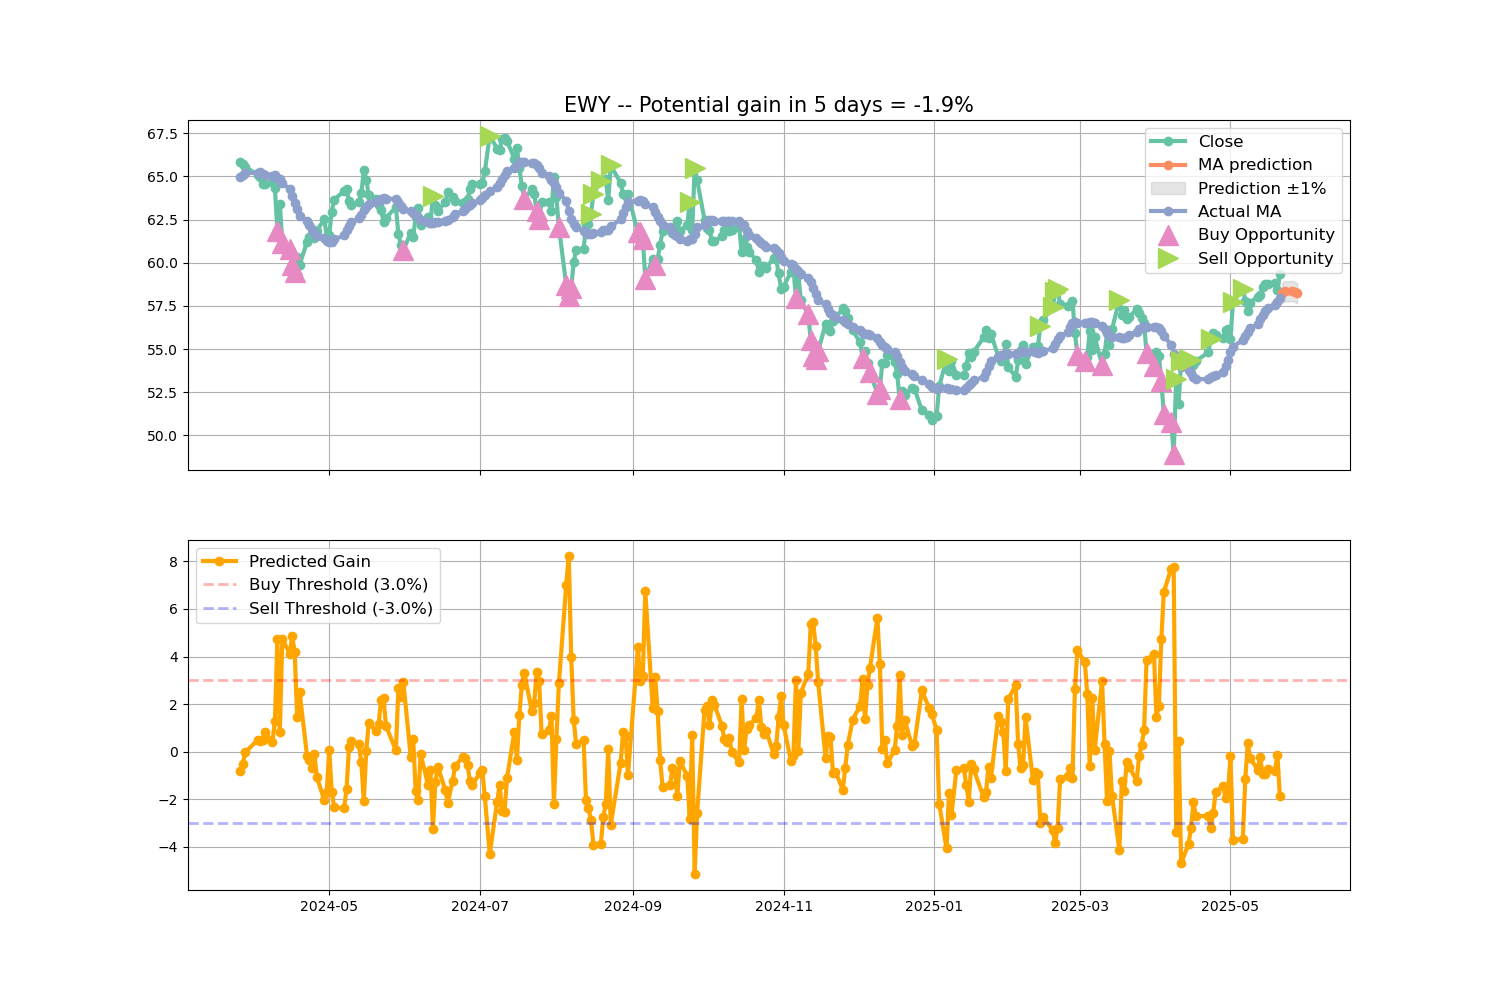 EWY -- Potential gain in 5 days = -1.9%
67.5
65.0
62.5
60.0
57.5
55.0
52.5
50.0
Close
MA prediction
Prediction ±1%
Actual MA
Buy Opportunity
Sell Opportunity
8
6
4
2
0
−2
−4
Predicted Gain
Buy Threshold (3.0%)
Sell Threshold (-3.0%)
2024-05
2024-07
2024-09
2024-11
2025-01
2025-03
2025-05